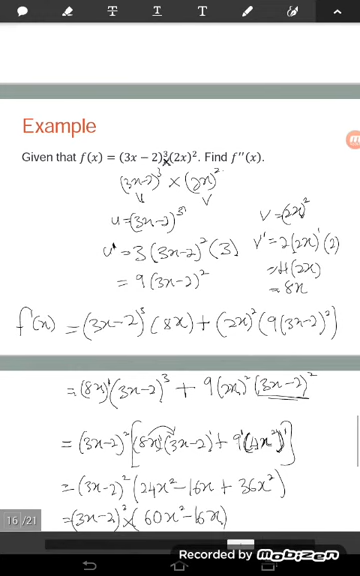 Example
Given that f(x) = (3x − 2)³(2x)². Find f''(x).
(3x-2)³ × (2x)²
U V
U = (3x-2)³ V = (2x)²
U' = 3(3x-2)²(3) V' = 2(2x)¹(2)
= 9(3x-2)² = 4(2x)
= 8x
f'(x) = (3x-2)³(8x) + (2x)²(9(3x-2)²)
= (8x)¹(3x-2)³ + 9(2x)²(3x-2)²
= (3x-2)²[8x(3x-2)¹ + 9(4x²)]
= (3x-2)²(24x² - 16x + 36x²)
= (3x-2)² × (60x² - 16x)
16 /21
Recorded by Mobizen